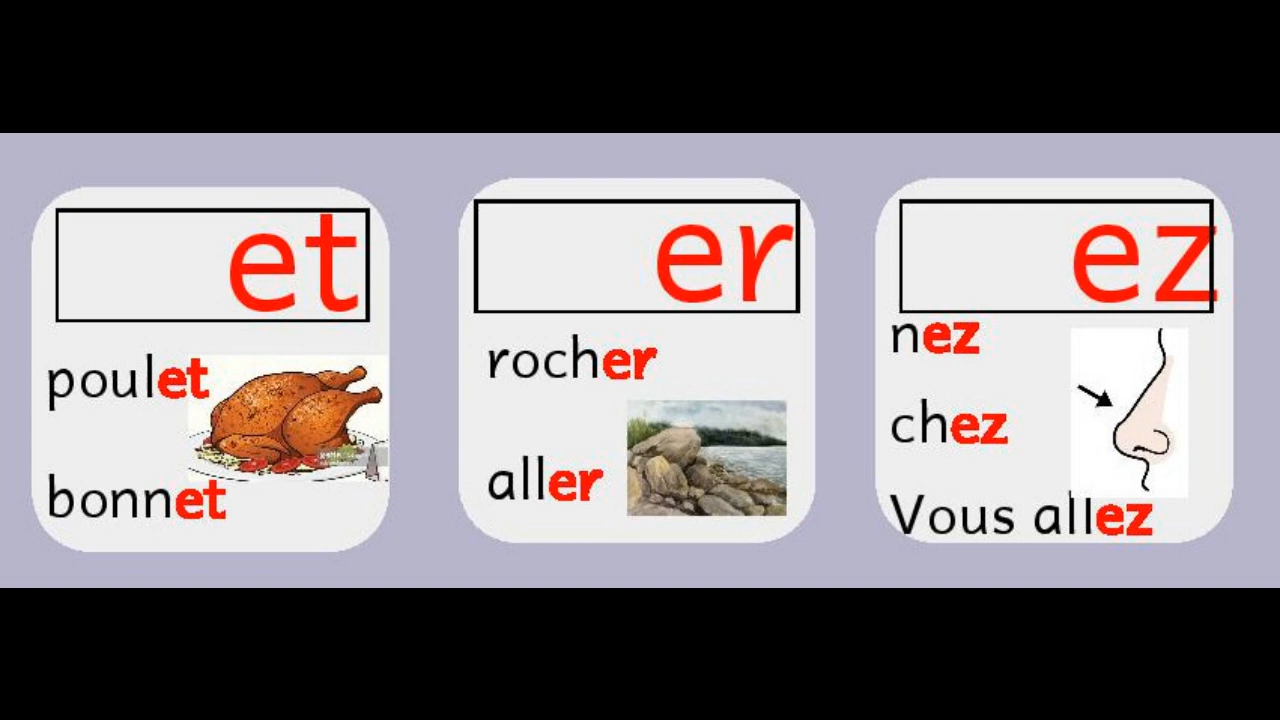 et
poulet
bonnet
er
rocher
aller
ez
nez
chez
Vous allez